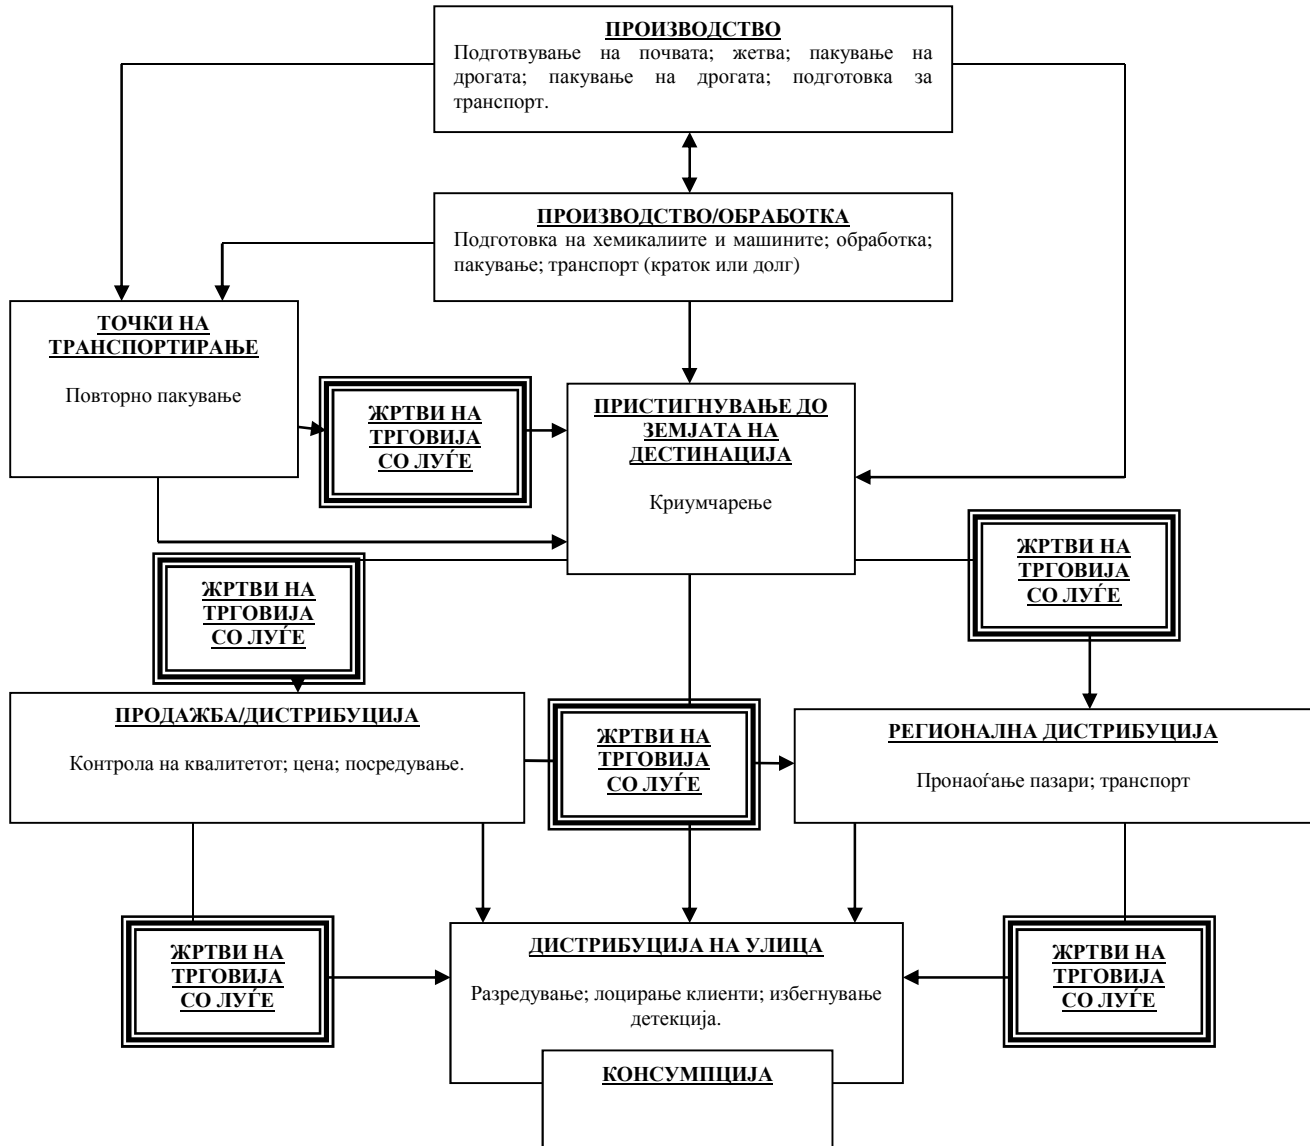 ПРОИЗВОДСТВО
Подготвување на почвата; жетва; пакување на
дрогата; пакување на дрогата; подготовка за
транспорт.
ПРОИЗВОДСТВО/ОБРАБОТКА
Подготовка на хемикалиите и машините; обработка;
пакување; транспорт (краток или долг)
ТОЧКИ НА
ТРАНСПОРТИРАЊЕ
Повторно пакување
ЖРТВИ НА
ТРГОВИЈА
СО ЛУЃЕ
ПРИСТИГНУВАЊЕ ДО
ЗЕМЈАТА НА
ДЕСТИНАЦИЈА
Криумчарење
ЖРТВИ НА
ТРГОВИЈА
СО ЛУЃЕ
ЖРТВИ НА
ТРГОВИЈА
СО ЛУЃЕ
ПРОДАЖБА/ДИСТРИБУЦИЈА
Контрола на квалитетот; цена; посредување.
ЖРТВИ НА
ТРГОВИЈА
СО ЛУЃЕ
РЕГИОНАЛНА ДИСТРИБУЦИЈА
Пронаоѓање пазари; транспорт
ЖРТВИ НА
ТРГОВИЈА
СО ЛУЃЕ
ДИСТРИБУЦИЈА НА УЛИЦА
Разредување; лоцирање клиенти; избегнување
детекција.
ЖРТВИ НА
ТРГОВИЈА
СО ЛУЃЕ
КОНСУМПЦИЈА